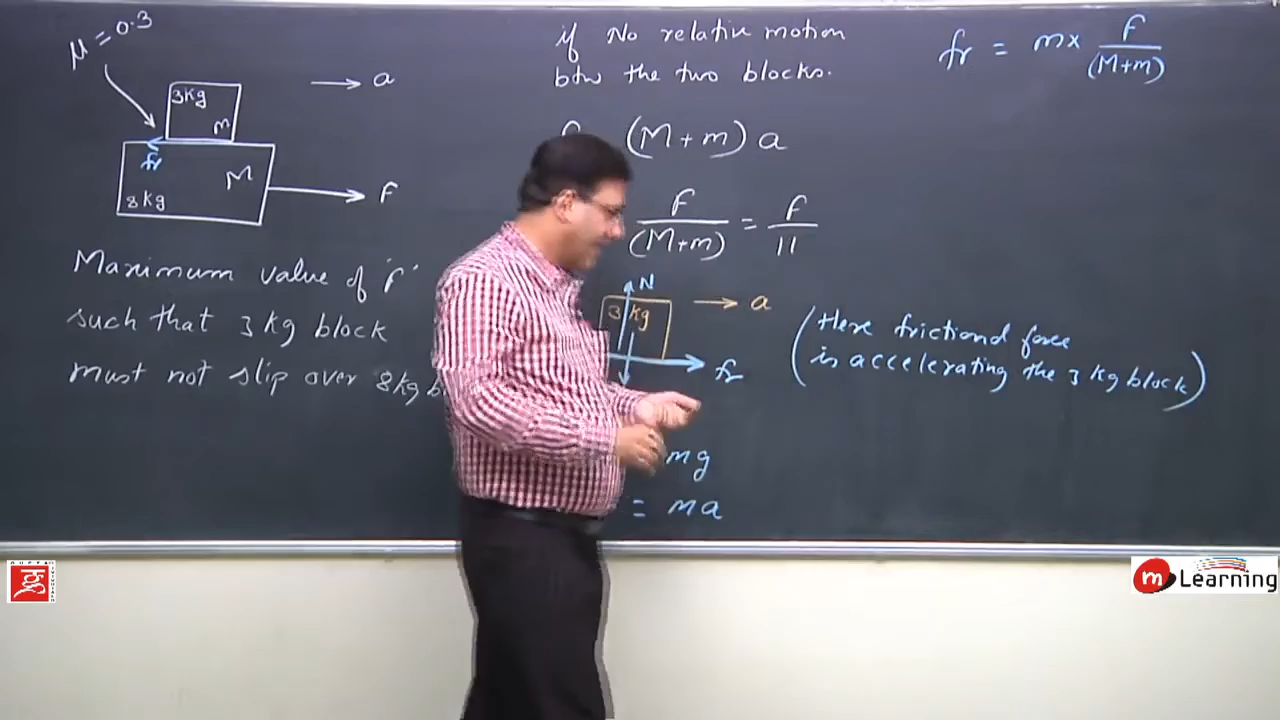 μ = 0.3
3kg
m
→ a
fr
M
8kg
→ F
Maximum value of 'F'
such that 3 kg block
must not slip over 8kg
if No relative motion
btw the two blocks.
(M+m) a
F/(M+m) = F/11
N
3 kg
→ a
fr
mg
= ma
fr = m× F/(M+m)
(Here frictional force
is accelerating the 3 kg block)
GUPTA
m Learning